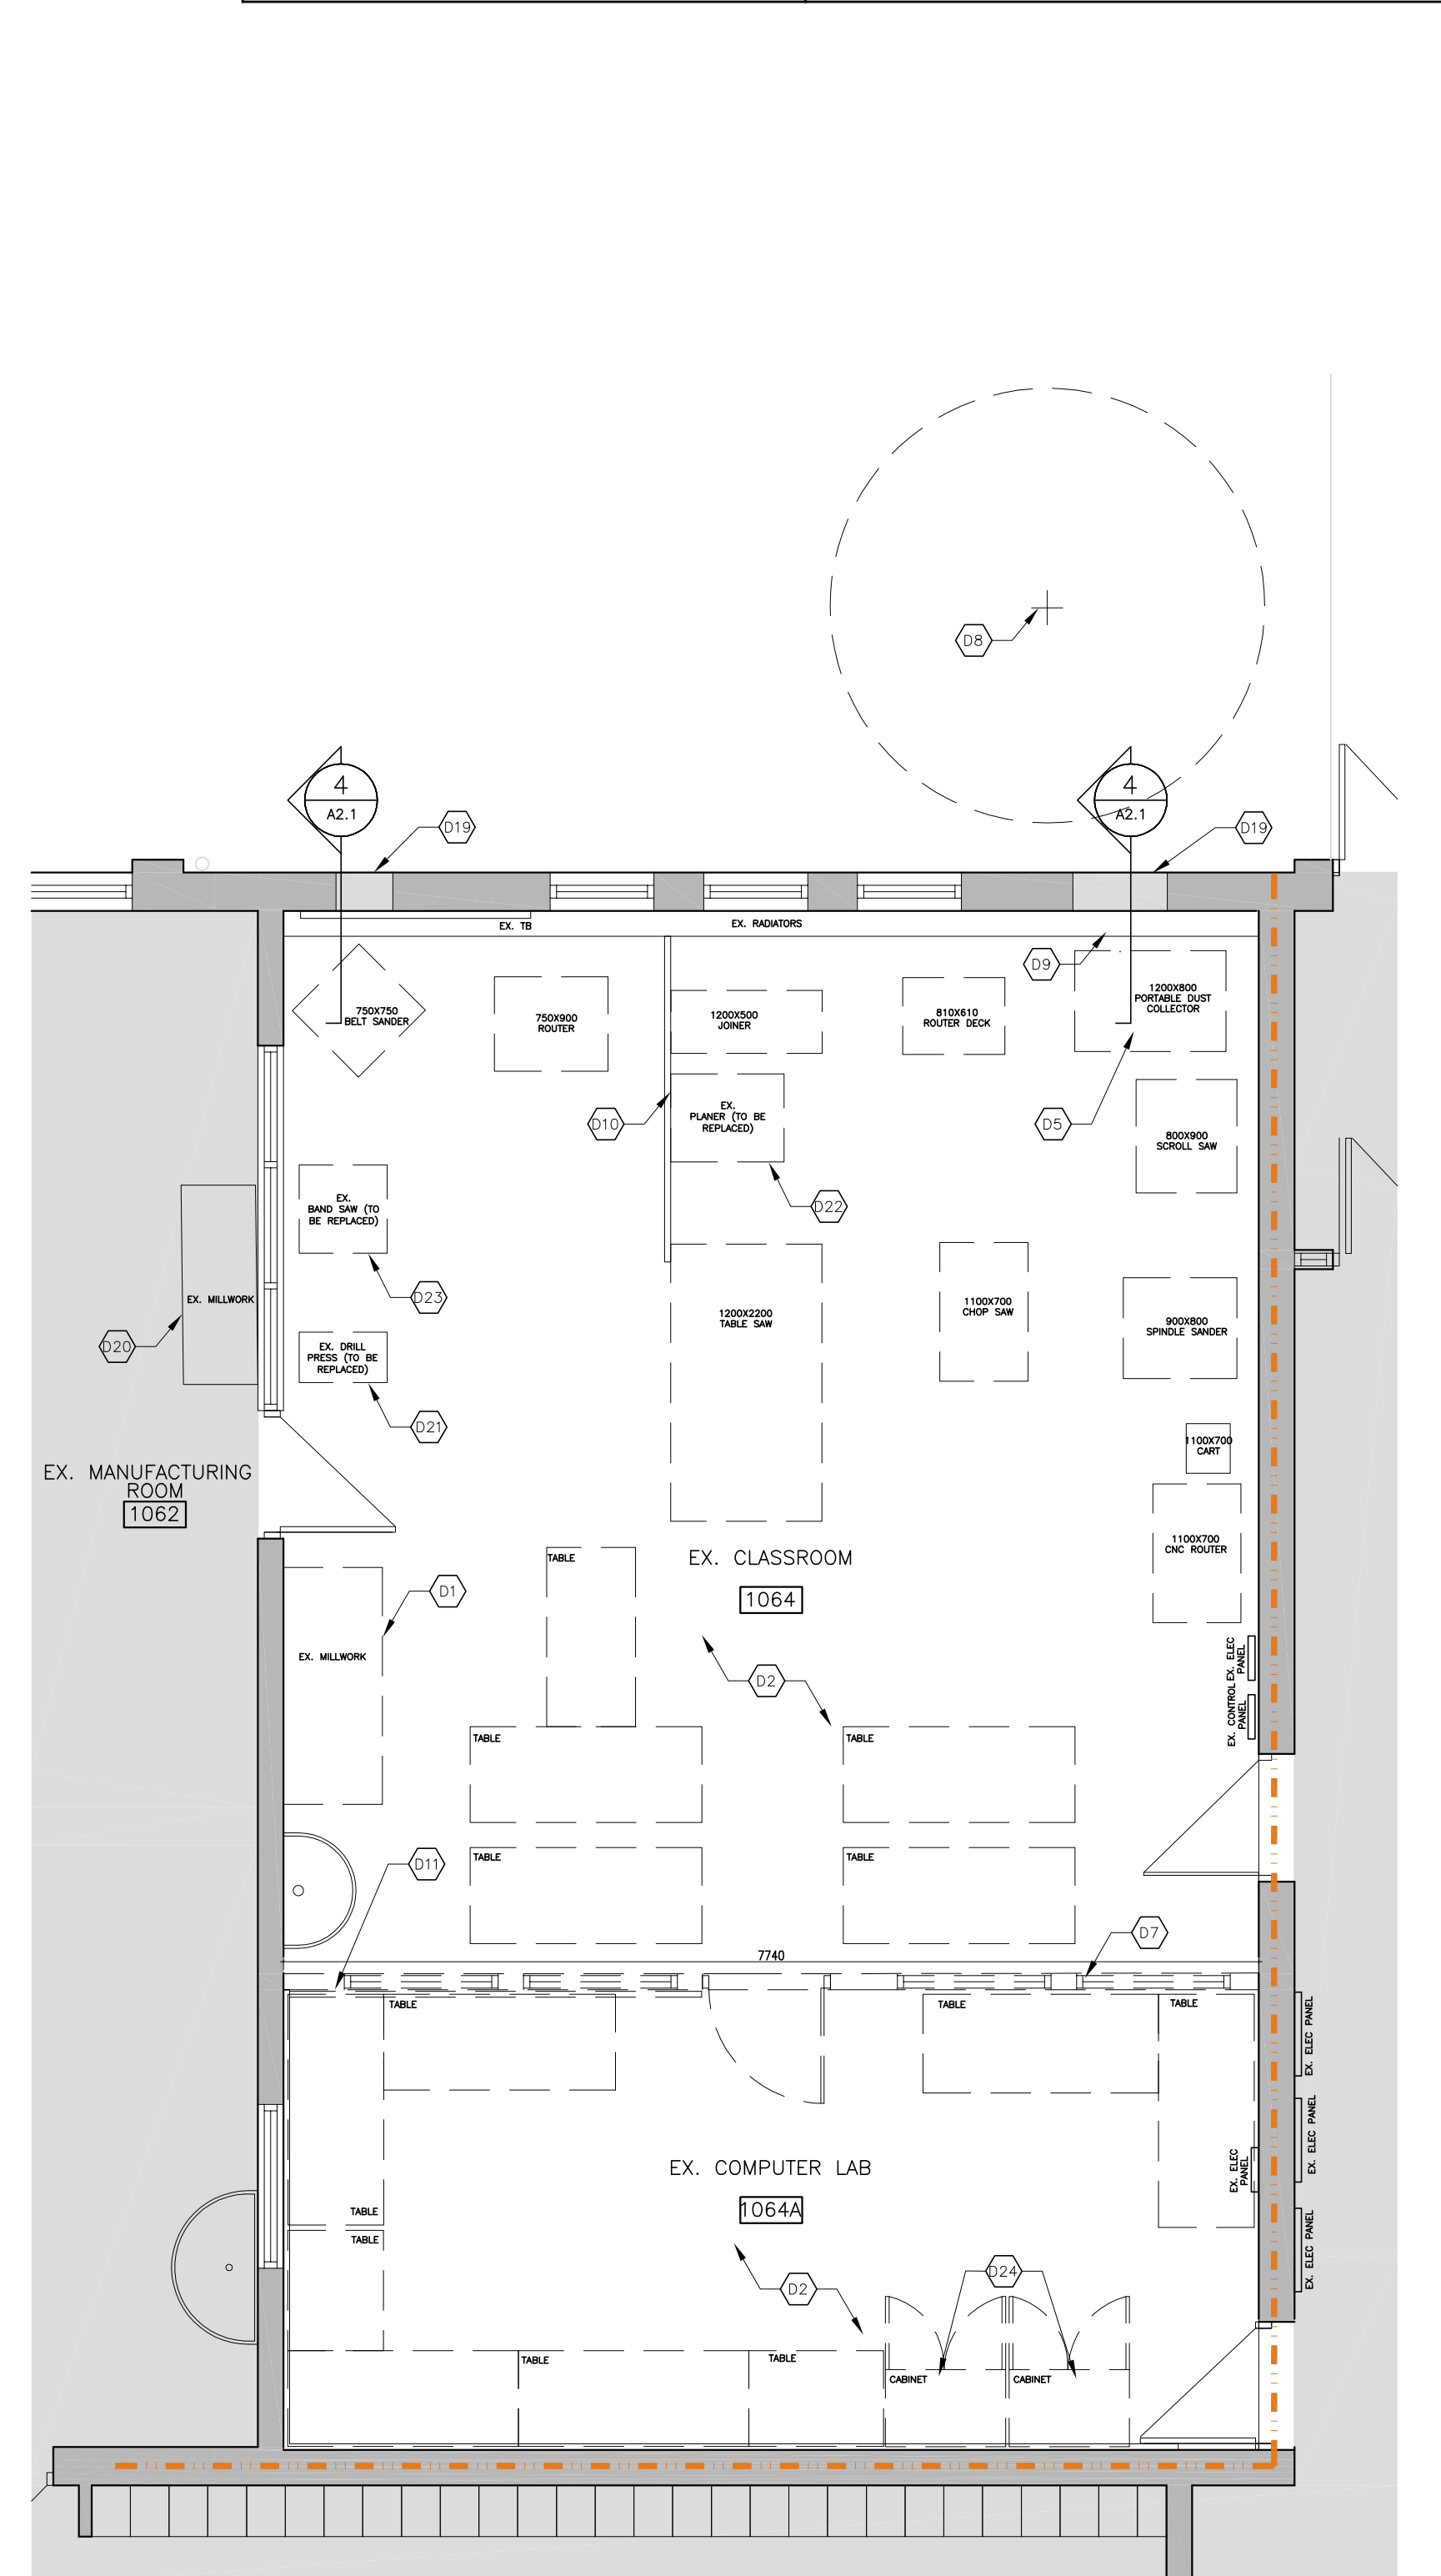 D8
4
A2.1
4
A2.1
D19
D19
EX. TB
EX. RADIATORS
D9
750X750
BELT SANDER
750X900
ROUTER
1200X500
JOINER
810X610
ROUTER DECK
1200X800
PORTABLE DUST
COLLECTOR
D10
EX.
PLANER (TO BE
REPLACED)
D5
800X900
SCROLL SAW
D22
EX.
BAND SAW (TO
BE REPLACED)
D23
EX. MILLWORK
D20
1200X2200
TABLE SAW
1100X700
CHOP SAW
900X800
SPINDLE SANDER
EX. DRILL
PRESS (TO BE
REPLACED)
D21
1100X700
CART
EX. MANUFACTURING
ROOM
1062
1100X700
CNC ROUTER
TABLE
EX. CLASSROOM
1064
D1
EX. MILLWORK
D2
EX. ELEC
PANEL
EX. CONTROL
PANEL
TABLE
TABLE
TABLE
TABLE
D11
D7
7740
TABLE
TABLE
TABLE
EX. ELEC PANEL
EX. ELEC PANEL
EX. ELEC PANEL
EX. COMPUTER LAB
1064A
EX. ELEC
PANEL
TABLE
TABLE
D2
D24
TABLE
TABLE
CABINET
CABINET